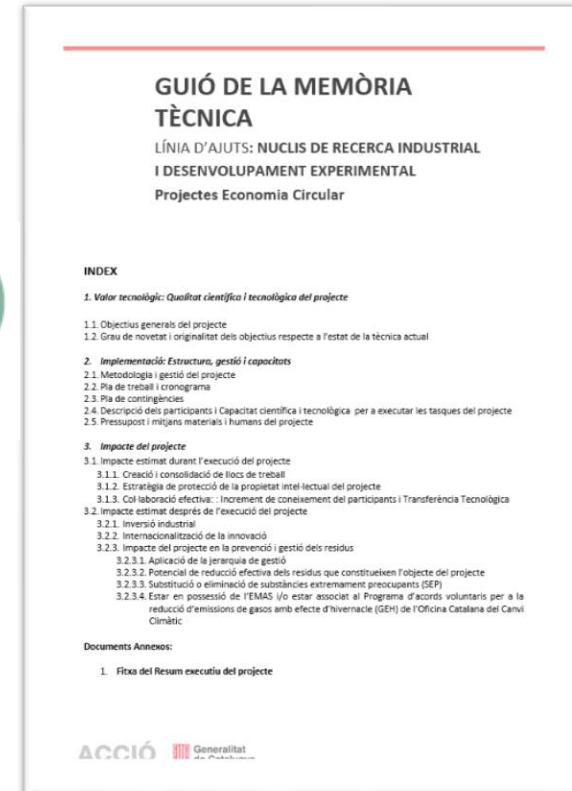 GUIÓ DE LA MEMÒRIA
TÈCNICA
LÍNIA D'AJUTS: NUCLIS DE RECERCA INDUSTRIAL
I DESENVOLUPAMENT EXPERIMENTAL
Projectes Economia Circular
INDEX
1. Valor tecnològic: Qualitat científica i tecnològica del projecte
1.1. Objectius generals del projecte
1.2. Grau de novetat i originalitat dels objectius respecte a l'estat de la tècnica actual
2. Implementació: Estructura, gestió i capacitats
2.1. Metodologia i gestió del projecte
2.2. Pla de treball i cronograma
2.3. Pla de contingències
2.4. Descripció dels participants i Capacitat científica i tecnològica per a executar les tasques del projecte
2.5. Pressupost i mitjans materials i humans del projecte
3. Impacte del projecte
3.1. Impacte estimat durant l'execució del projecte
3.1.1. Creació i consolidació de llocs de treball
3.1.2. Estratègia de protecció de la propietat intel·lectual del projecte
3.1.3. Col·laboració efectiva: : Increment de coneixement del participants i Transferència Tecnològica
3.2. Impacte estimat després de l'execució del projecte
3.2.1. Inversió industrial
3.2.2. Internacionalització de la innovació
3.2.3. Impacte del projecte en la prevenció i gestió dels residus
3.2.3.1. Aplicació de la jerarquia de gestió
3.2.3.2. Potencial de reducció efectiva dels residus que constitueixen l'objecte del projecte
3.2.3.3. Substitució o eliminació de substàncies extremament preocupants (SEP)
3.2.3.4. Estar en possessió de l'EMAS i/o estar associat al Programa d'acords voluntaris per a la
reducció d'emissions de gasos amb efecte d'hivernacle (GEH) de l'Oficina Catalana del Canvi
Climàtic
Documents Annexos:
1. Fitxa del Resum executiu del projecte
ACCIÓ Generalitat
de Catalunya